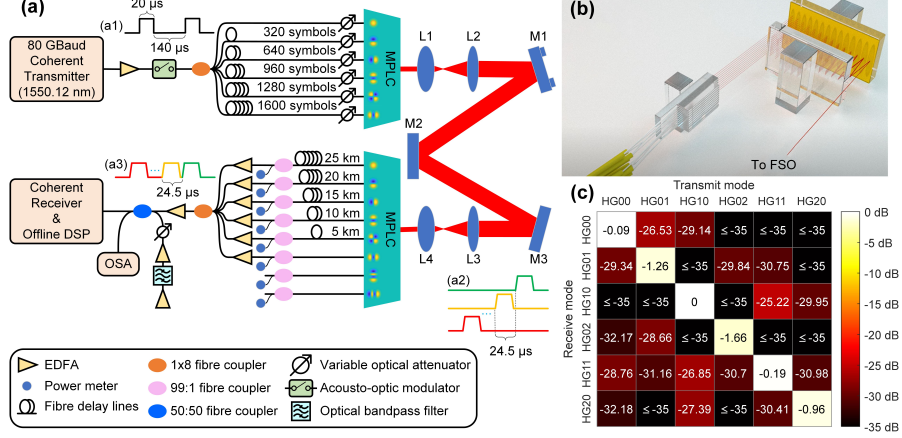 (a)
(a1)
20 μs
140 μs
80 GBaud
Coherent
Transmitter
(1550.12 nm)
320 symbols
640 symbols
960 symbols
1280 symbols
1600 symbols
MPLC
L1
L2
M1
M2
(a3)
24.5 μs
Coherent
Receiver
&
Offline DSP
OSA
25 km
20 km
15 km
10 km
5 km
MPLC
L4
L3
M3
(a2)
24.5 μs
EDFA
Power meter
Fibre delay lines
1x8 fibre coupler
99:1 fibre coupler
50:50 fibre coupler
Variable optical attenuator
Acousto-optic modulator
Optical bandpass filter
(b)
To FSO
(c)
Transmit mode
HG00 HG01 HG10 HG02 HG11 HG20
Receive mode
HG00 -0.09 -26.53 -29.14 ≤ -35 ≤ -35 ≤ -35
HG01 -29.34 -1.26 ≤ -35 -29.84 -30.75 ≤ -35
HG10 ≤ -35 ≤ -35 0 ≤ -35 -25.22 -29.95
HG02 -32.17 -28.66 ≤ -35 -1.66 ≤ -35 ≤ -35
HG11 -28.76 -31.16 -26.85 -30.7 -0.19 -30.98
HG20 -32.18 ≤ -35 -27.39 ≤ -35 -30.41 -0.96
0 dB
-5 dB
-10 dB
-15 dB
-20 dB
-25 dB
-30 dB
-35 dB